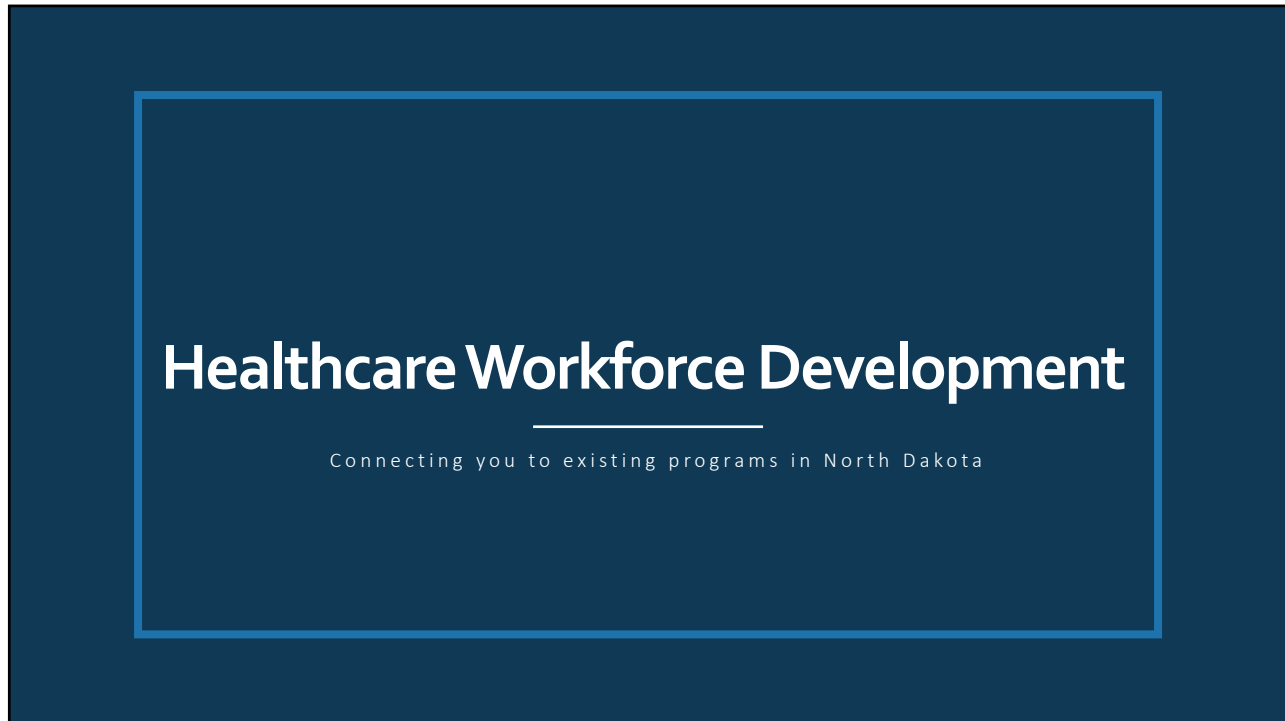 Healthcare Workforce Development
Connecting you to existing programs in North Dakota